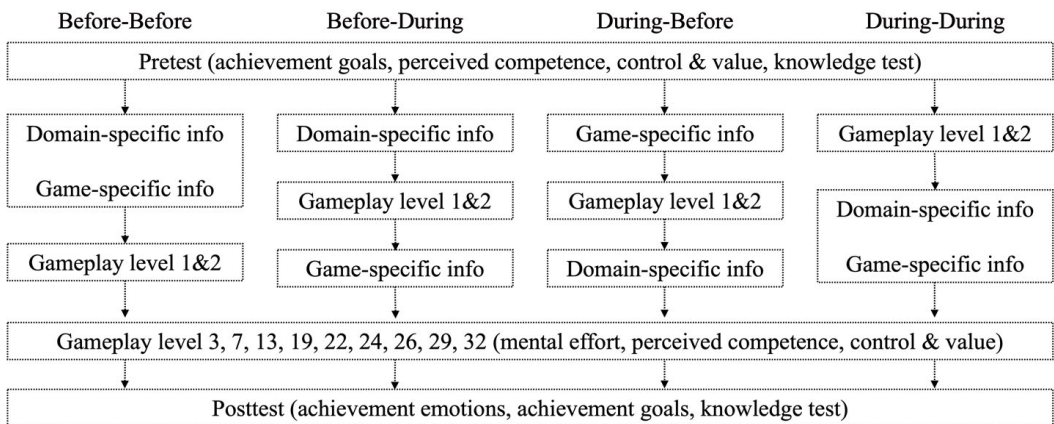 Before-Before
Before-During
During-Before
During-During
Pretest (achievement goals, perceived competence, control & value, knowledge test)
Domain-specific info
Game-specific info
Gameplay level 1&2
Domain-specific info
Gameplay level 1&2
Game-specific info
Game-specific info
Gameplay level 1&2
Domain-specific info
Gameplay level 1&2
Domain-specific info
Game-specific info
Gameplay level 3, 7, 13, 19, 22, 24, 26, 29, 32 (mental effort, perceived competence, control & value)
Posttest (achievement emotions, achievement goals, knowledge test)